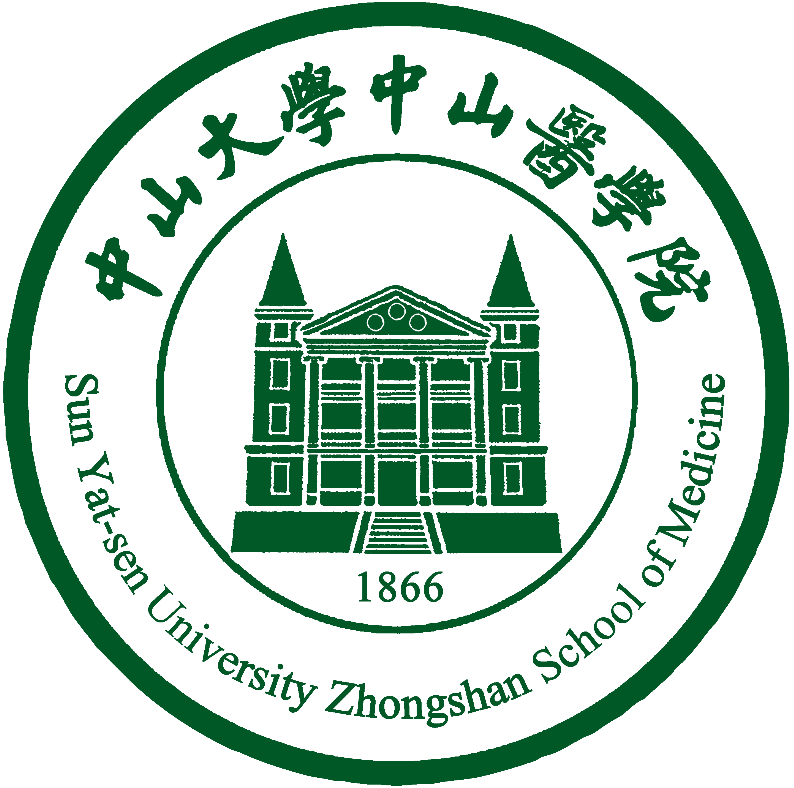 中山大學中山醫學院
1866
Sun Yat-sen University Zhongshan School of Medicine